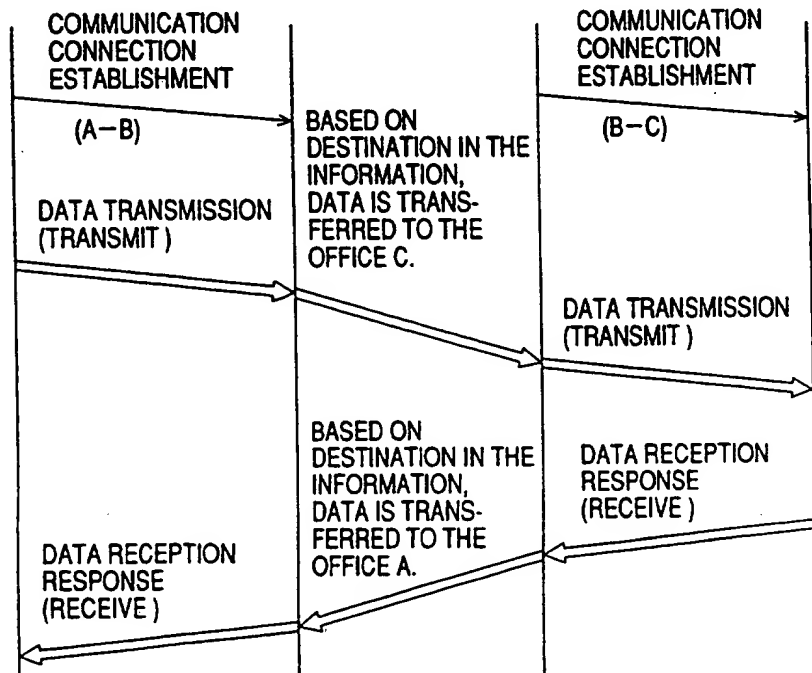 COMMUNICATION
CONNECTION
ESTABLISHMENT
(A—B)
COMMUNICATION
CONNECTION
ESTABLISHMENT
(B—C)
BASED ON
DESTINATION IN THE
INFORMATION,
DATA IS TRANS-
FERRED TO THE
OFFICE C.
DATA TRANSMISSION
(TRANSMIT )
DATA TRANSMISSION
(TRANSMIT )
BASED ON
DESTINATION IN THE
INFORMATION,
DATA IS TRANS-
FERRED TO THE
OFFICE A.
DATA RECEPTION
RESPONSE
(RECEIVE )
DATA RECEPTION
RESPONSE
(RECEIVE )